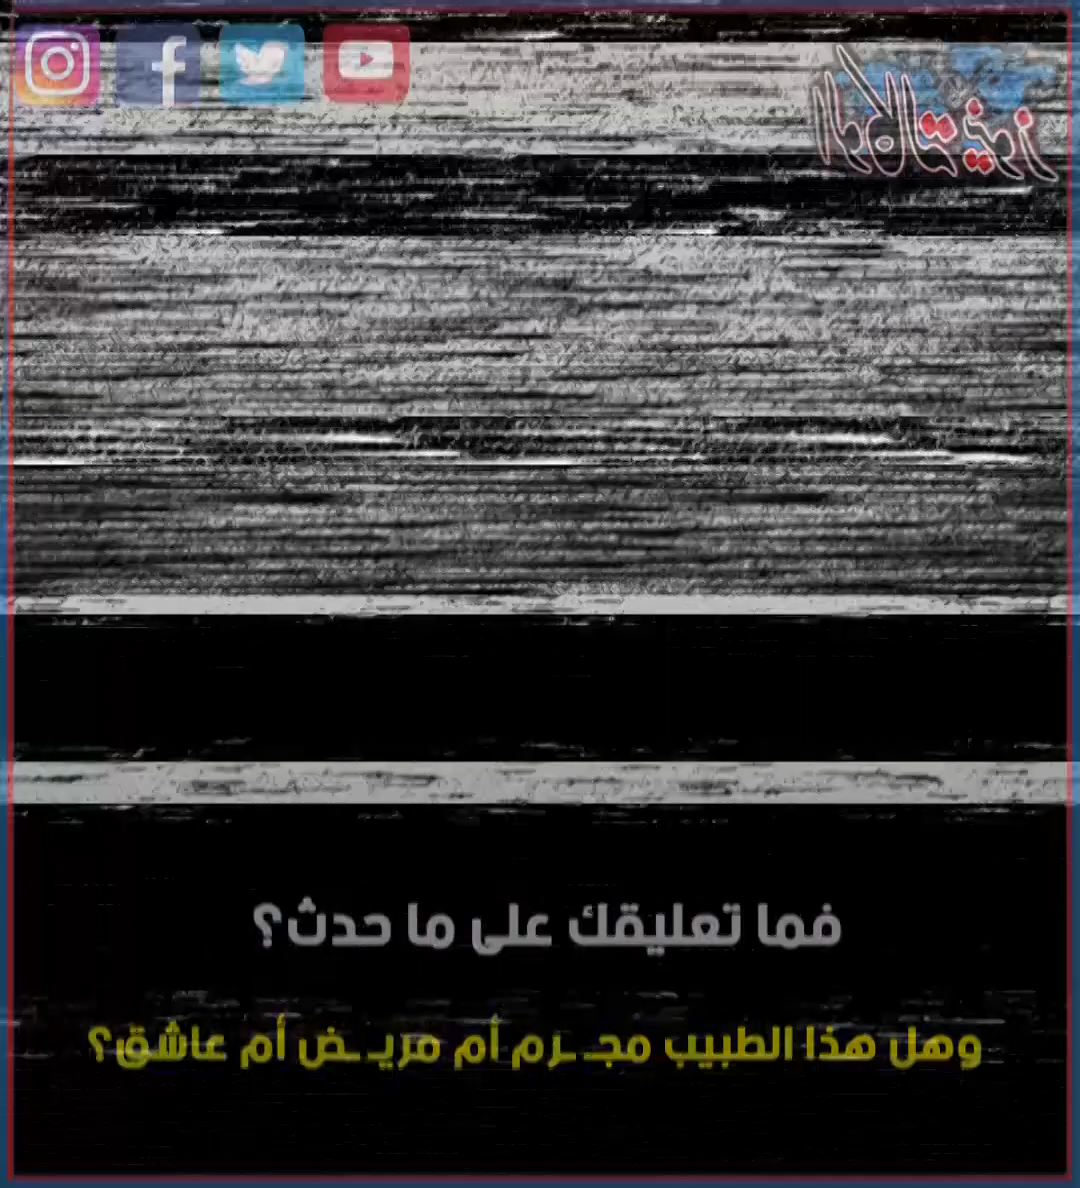 فما تعليقك على ما حدث؟
وهل هذا الطبيب مجـرم أم مريـض أم عاشق؟